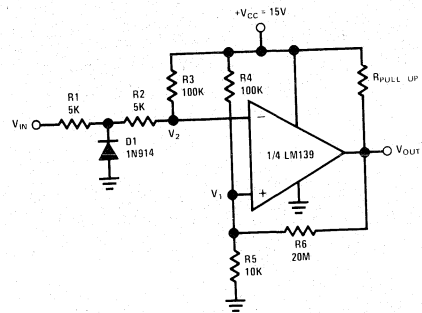 +VCC = 15V
R3
100K
R4
100K
RPULL UP
R1
5K
R2
5K
VIN
V2
D1
1N914
−
1/4 LM139
VOUT
V1
+
R6
20M
R5
10K